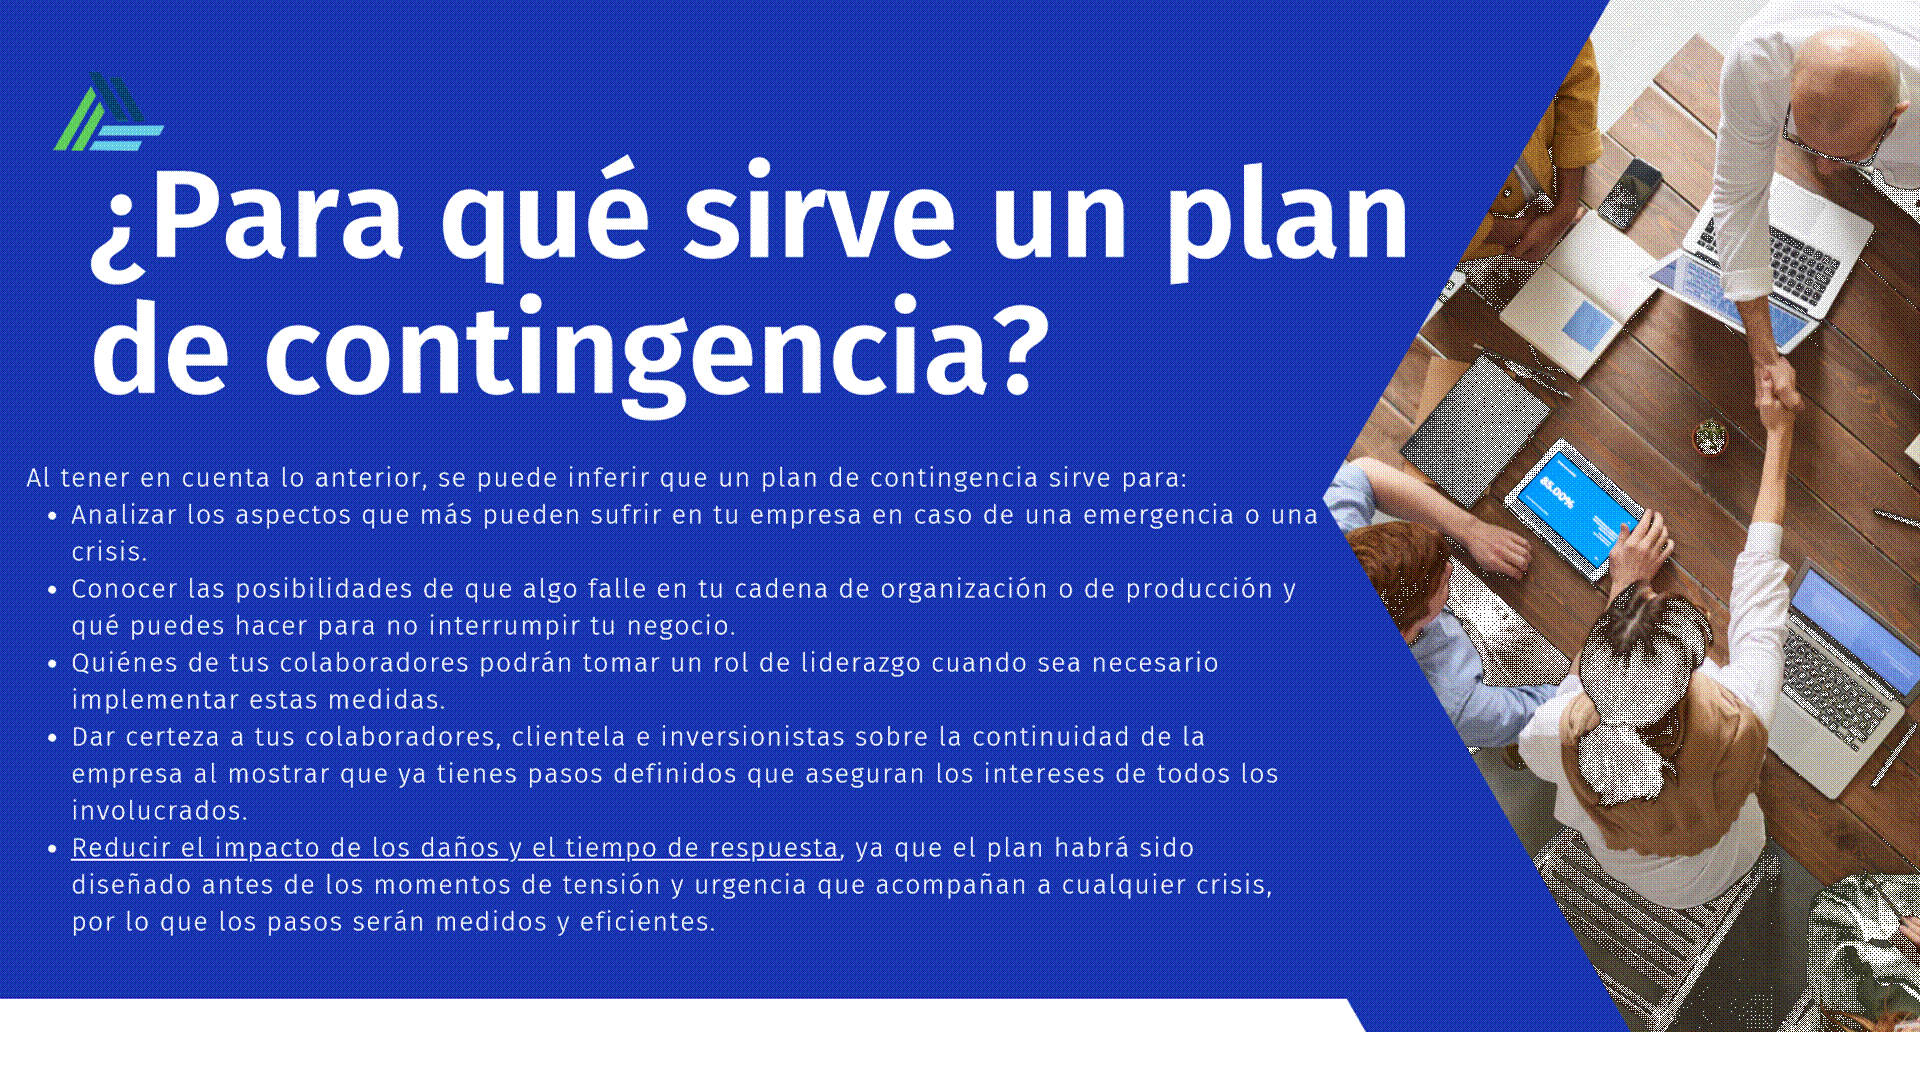 ¿Para qué sirve un plan
de contingencia?
Al tener en cuenta lo anterior, se puede inferir que un plan de contingencia sirve para:
• Analizar los aspectos que más pueden sufrir en tu empresa en caso de una emergencia o una
crisis.
• Conocer las posibilidades de que algo falle en tu cadena de organización o de producción y
qué puedes hacer para no interrumpir tu negocio.
• Quiénes de tus colaboradores podrán tomar un rol de liderazgo cuando sea necesario
implementar estas medidas.
• Dar certeza a tus colaboradores, clientela e inversionistas sobre la continuidad de la
empresa al mostrar que ya tienes pasos definidos que aseguran los intereses de todos los
involucrados.
• Reducir el impacto de los daños y el tiempo de respuesta, ya que el plan habrá sido
diseñado antes de los momentos de tensión y urgencia que acompañan a cualquier crisis,
por lo que los pasos serán medidos y eficientes.